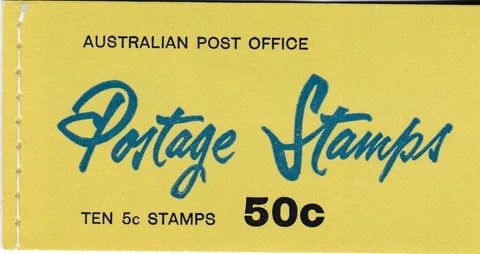 AUSTRALIAN POST OFFICE
Postage Stamps
TEN 5c STAMPS 50c